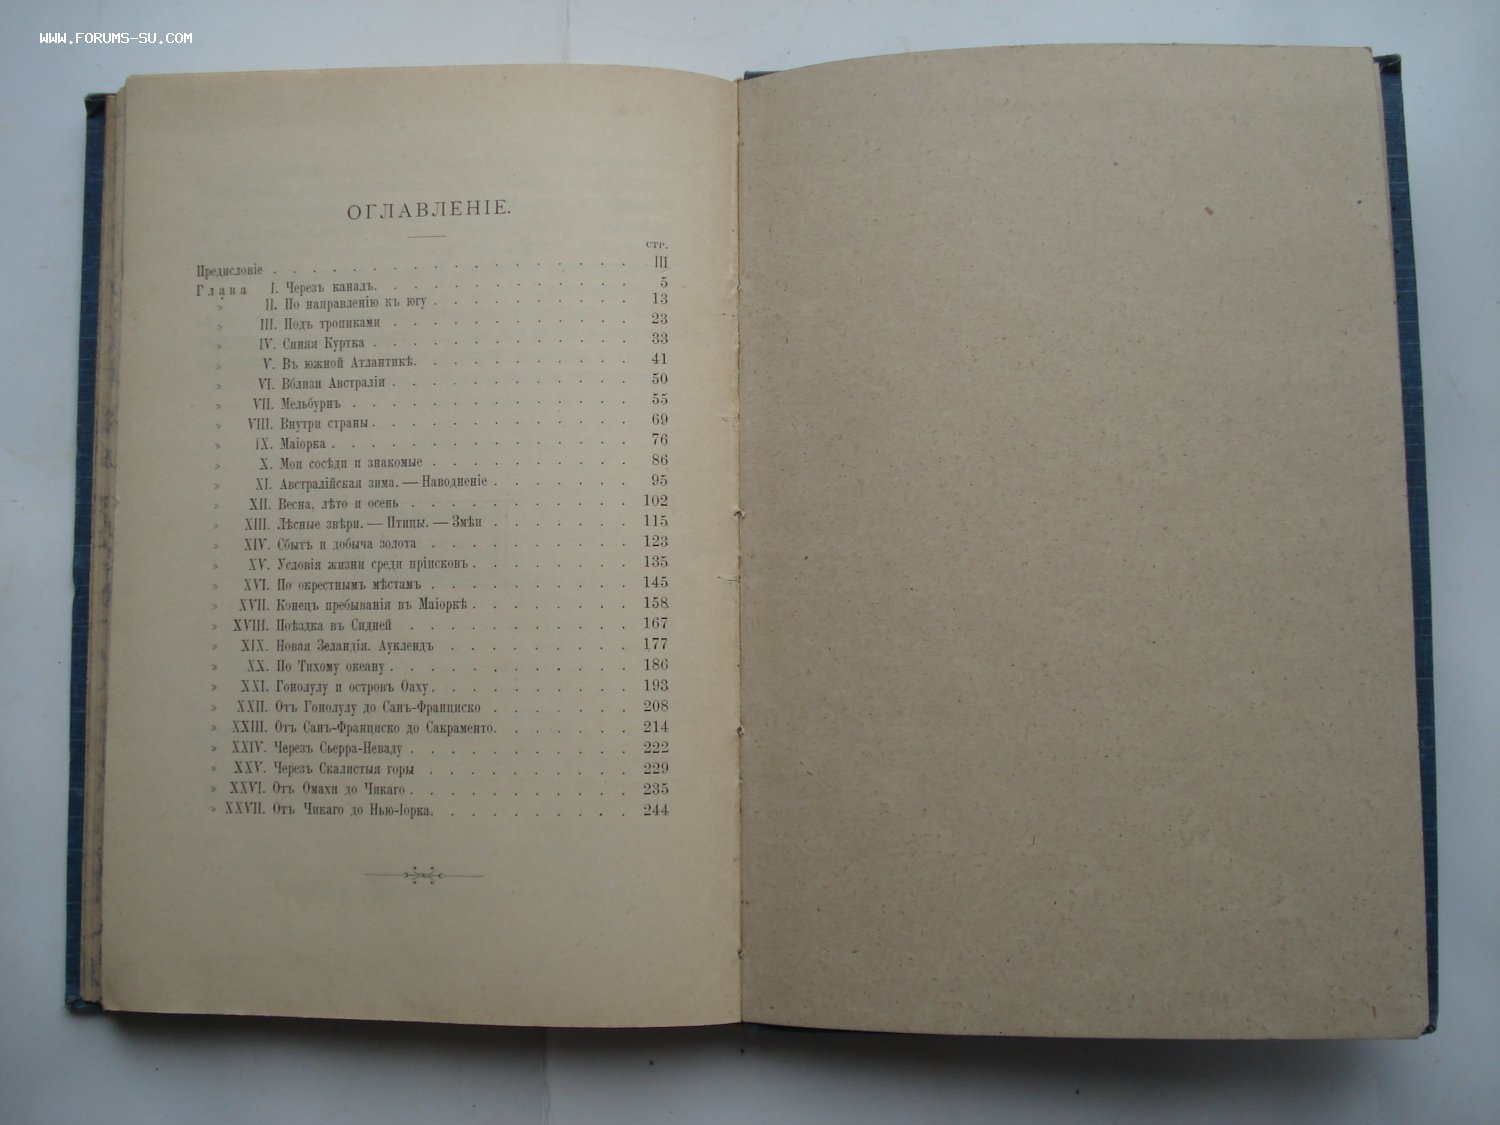 WWW.FORUMS-SU.COM
ОГЛАВЛЕНІЕ.
СТР.
Предисловіе . . . . . . . . . . . . . . . . . . III
Глава I. Черезъ каналъ. . . . . . . . . . . . . 5
» II. По направленію къ югу . . . . . . . . . . 13
» III. Подъ тропиками . . . . . . . . . . . . 23
» IV. Синяя Куртка . . . . . . . . . . . . . 33
» V. Въ южной Атлантикѣ. . . . . . . . . . . 41
» VI. Вблизи Австраліи . . . . . . . . . . . . 50
» VII. Мельбурнъ . . . . . . . . . . . . . . 55
» VIII. Внутри страны . . . . . . . . . . . . . 69
» IX. Маіорка . . . . . . . . . . . . . . . 76
» X. Мои сосѣди и знакомые . . . . . . . . . . 86
» XI. Австралійская зима. — Наводненіе . . . . . . . 95
» XII. Весна, лѣто и осень . . . . . . . . . . . 102
» XIII. Лѣсные звѣри. — Птицы. — Змѣи . . . . . . . 115
» XIV. Сбытъ и добыча золота . . . . . . . . . . 123
» XV. Условія жизни среди пріисковъ . . . . . . . . 135
» XVI. По окрестнымъ мѣстамъ . . . . . . . . . . 145
» XVII. Конецъ пребыванія въ Маіоркѣ . . . . . . . . 158
» XVIII. Поѣздка въ Сидней . . . . . . . . . . . 167
» XIX. Новая Зеландія.Ауклендъ . . . . . . . . . 177
» XX. По Тихому океану . . . . . . . . . . . . 186
» XXI. Гонолулу и островъ Оаху . . . . . . . . . . 193
» XXII. Отъ Гонолулу до Санъ-Франциско . . . . . . . 208
» XXIII. Отъ Санъ-Франциско до Сакраменто. . . . . . . 214
» XXIV. Черезъ Сьерра-Неваду . . . . . . . . . . . 222
» XXV. Черезъ Скалистыя горы . . . . . . . . . . 229
» XXVI. Отъ Омахи до Чикаго . . . . . . . . . . . 235
» XXVII. Отъ Чикаго до Нью-Іорка. . . . . . . . . . 244